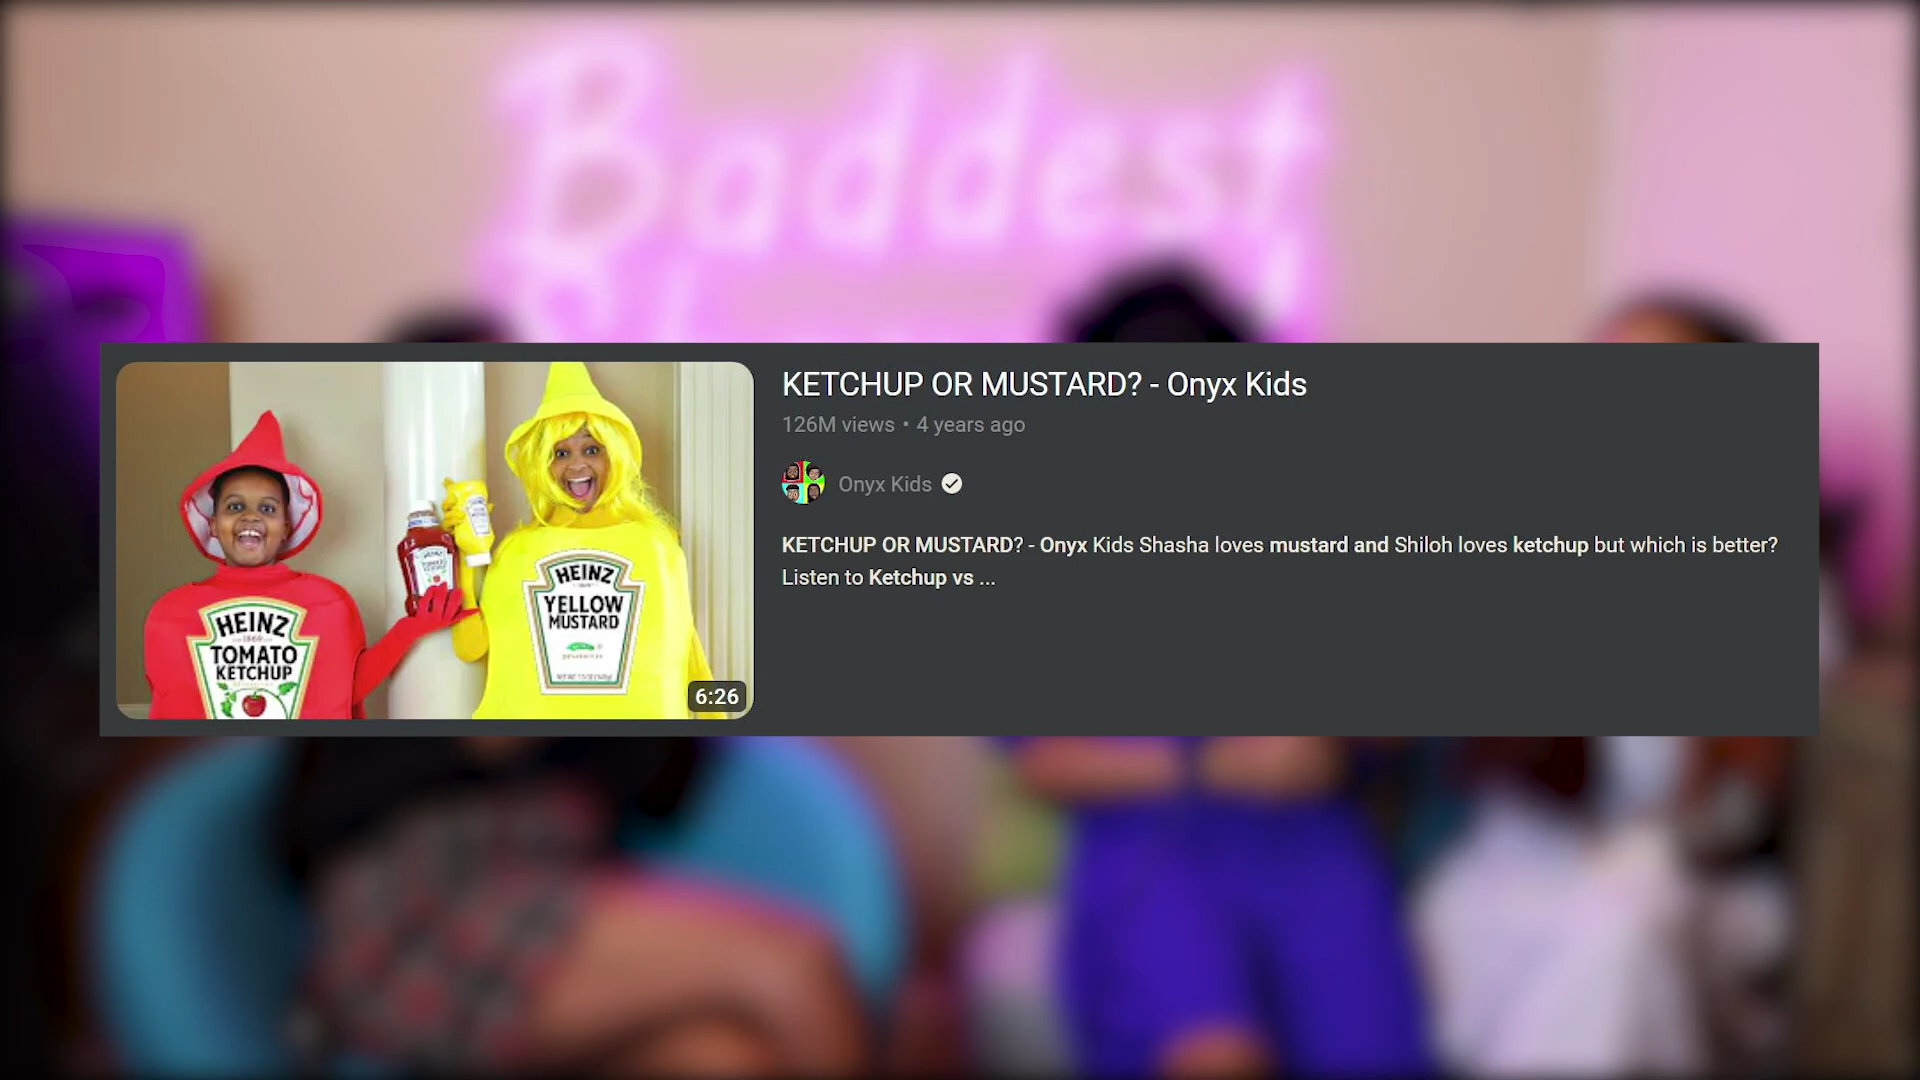 Baddest
KETCHUP OR MUSTARD? - Onyx Kids
126M views • 4 years ago
Onyx Kids
KETCHUP OR MUSTARD? - Onyx Kids Shasha loves mustard and Shiloh loves ketchup but which is better?
Listen to Ketchup vs ...
HEINZ
TOMATO
KETCHUP
HEINZ
YELLOW
MUSTARD
6:26